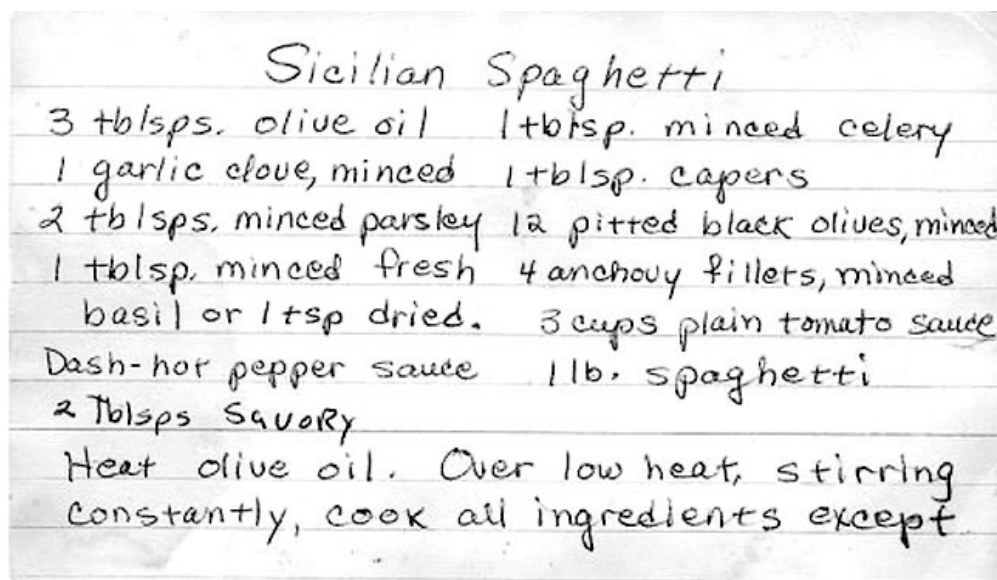 Sicilian Spaghetti
3 tblsps. olive oil 1 tblsp. minced celery
1 garlic clove, minced 1 tblsp. capers
2 tblsps. minced parsley 12 pitted black olives, minced
1 tblsp. minced fresh 4 anchovy fillets, minced
basil or 1 tsp dried. 3 cups plain tomato sauce
Dash-hot pepper sauce 1 lb. spaghetti
2 Tblsps Savory
Heat olive oil. Over low heat, stirring
constantly, cook all ingredients except